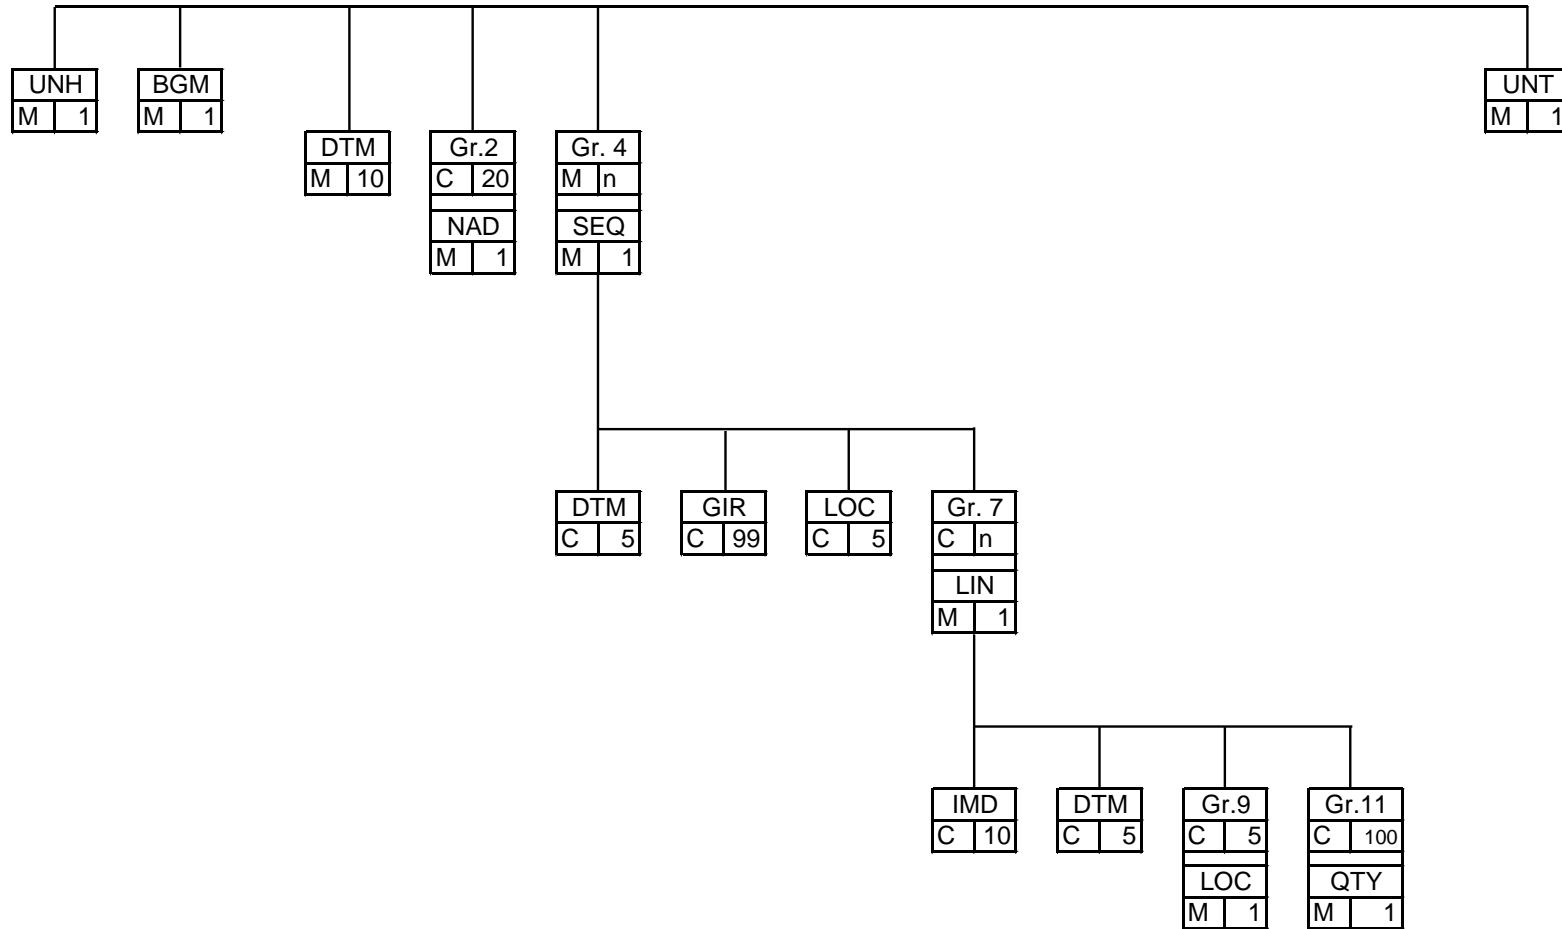 UNH BGM UNT
M 1 M 1 M 1
DTM Gr.2 Gr. 4
M 10 C 20 M n
NAD SEQ
M 1 M 1
DTM GIR LOC Gr. 7
C 5 C 99 C 5 C n
LIN
M 1
IMD DTM Gr.9 Gr.11
C 10 C 5 C 5 C 100
LOC QTY
M 1 M 1